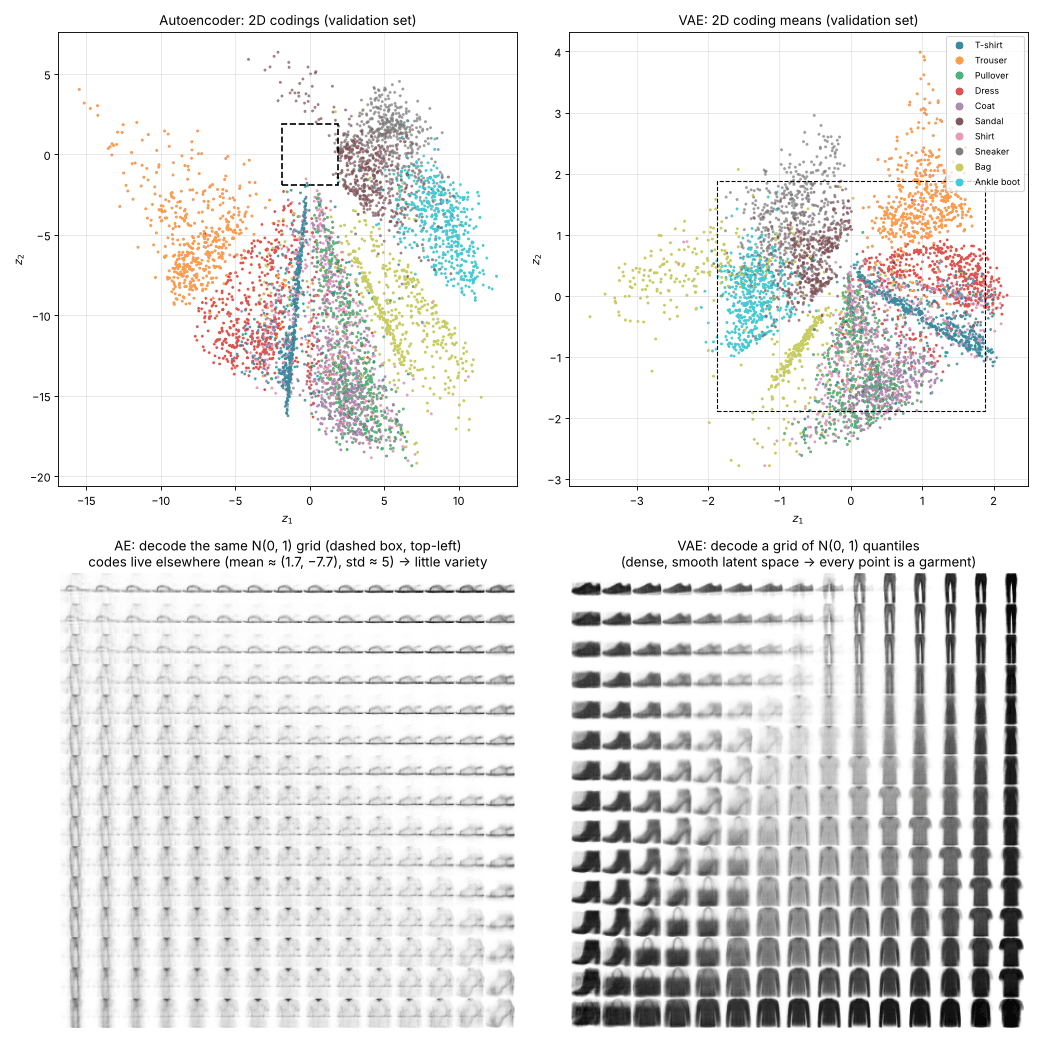 Autoencoder: 2D codings (validation set)
5
0
−5
−10
−15
−20
z₂
−15
−10
−5
0
5
10
z₁
VAE: 2D coding means (validation set)
4
3
2
1
0
−1
−2
−3
z₂
−3
−2
−1
0
1
2
z₁
T-shirt
Trouser
Pullover
Dress
Coat
Sandal
Shirt
Sneaker
Bag
Ankle boot
AE: decode the same N(0, 1) grid (dashed box, top-left)
codes live elsewhere (mean ≈ (1.7, −7.7), std ≈ 5) → little variety
VAE: decode a grid of N(0, 1) quantiles
(dense, smooth latent space → every point is a garment)